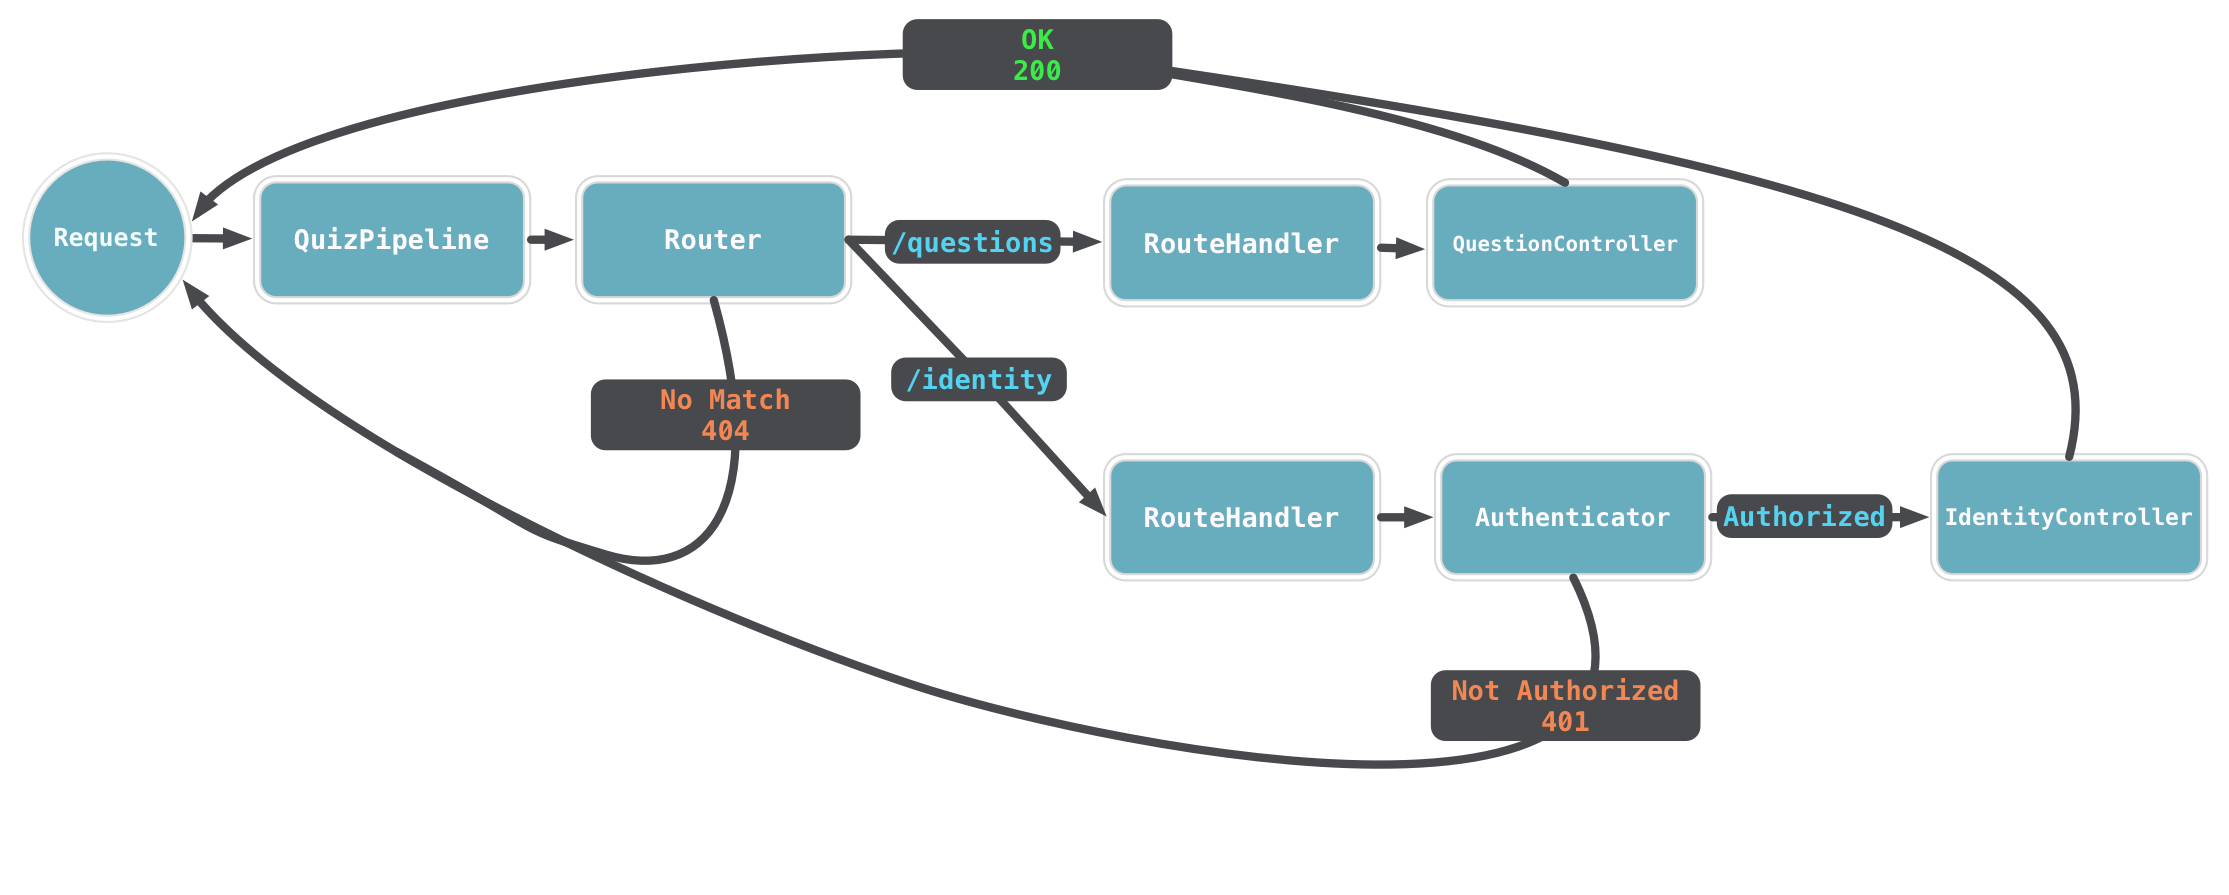 OK
200
Request
QuizPipeline
Router
/questions
RouteHandler
QuestionController
/identity
No Match
404
RouteHandler
Authenticator
Authorized
IdentityController
Not Authorized
401